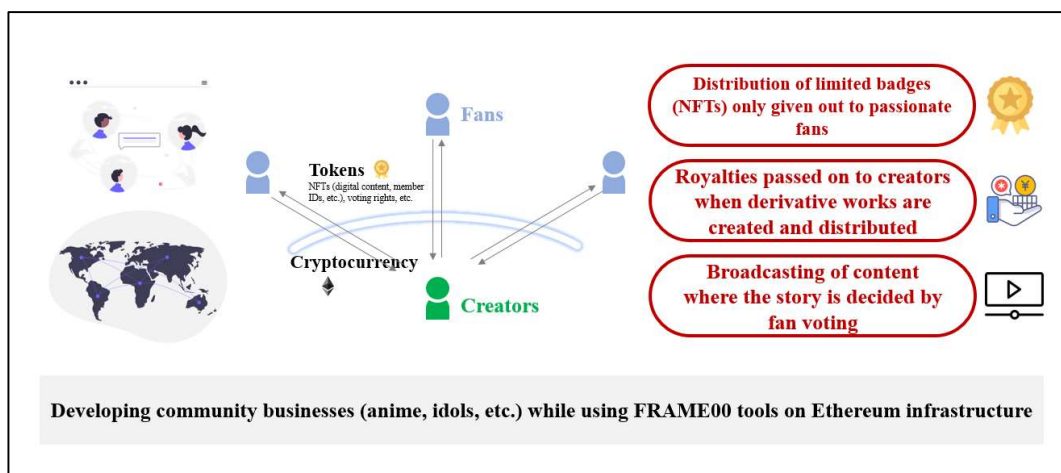 Fans
Tokens
NFTs (digital content, member
IDs, etc.), voting rights, etc.
Cryptocurrency
Creators
Distribution of limited badges
(NFTs) only given out to passionate
fans
Royalties passed on to creators
when derivative works are
created and distributed
¥
Broadcasting of content
where the story is decided by
fan voting
Developing community businesses (anime, idols, etc.) while using FRAME00 tools on Ethereum infrastructure